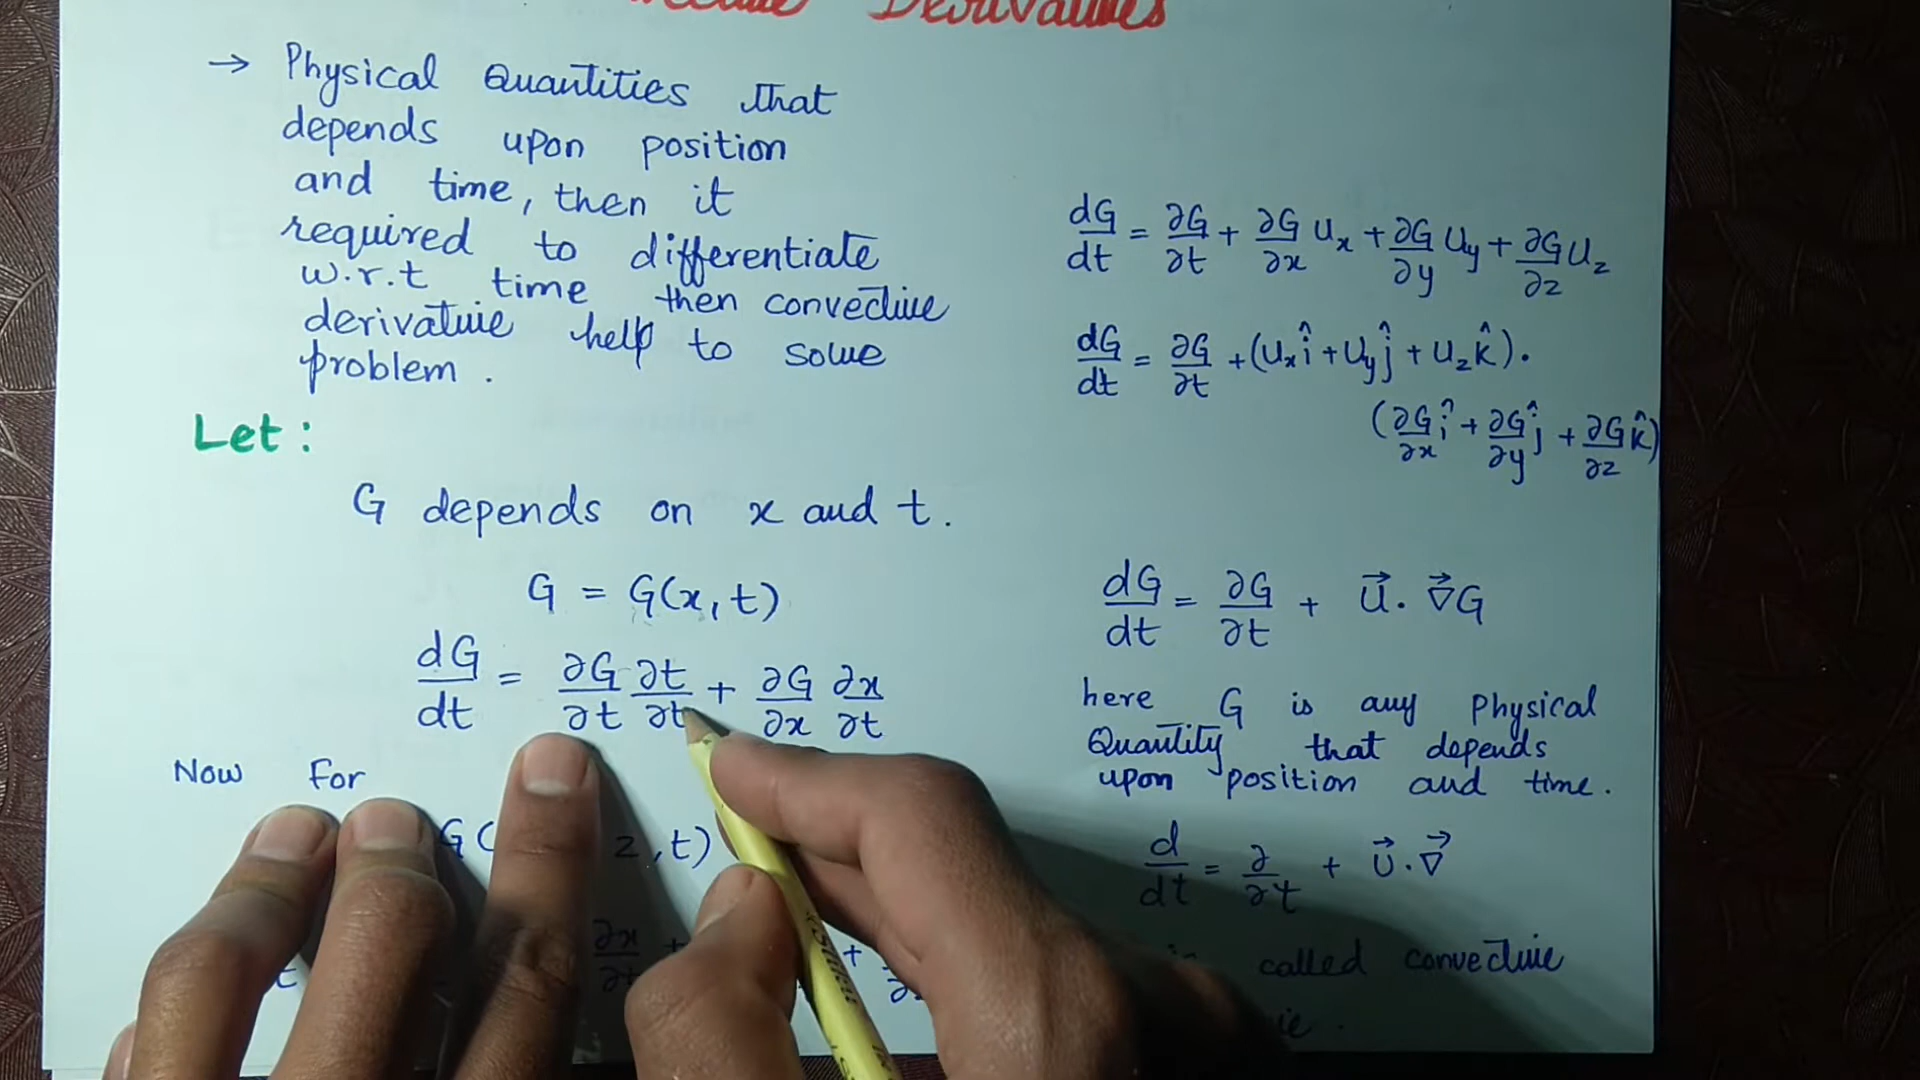 Derivatives
→ Physical Quantities that
depends upon position
and time, then it
required to differentiate
w.r.t time then convective
derivative help to solve
problem .
Let :
G depends on x and t .
G = G(x, t)
dG/dt = ∂G/∂t ∂t/∂t + ∂G/∂x ∂x/∂t
Now For
G( z, t)
∂x/∂t +
dG/dt = ∂G/∂t + ∂G/∂x Ux + ∂G/∂y Uy + ∂G/∂z Uz
dG/dt = ∂G/∂t + (Ux î + Uy ĵ + Uz k̂) .
(∂G/∂x î + ∂G/∂y ĵ + ∂G/∂z k̂)
dG/dt = ∂G/∂t + U⃗ . ∇⃗G
here G is any Physical
Quantity that depends
upon position and time .
d/dt = ∂/∂t + U⃗ . ∇⃗
called convective